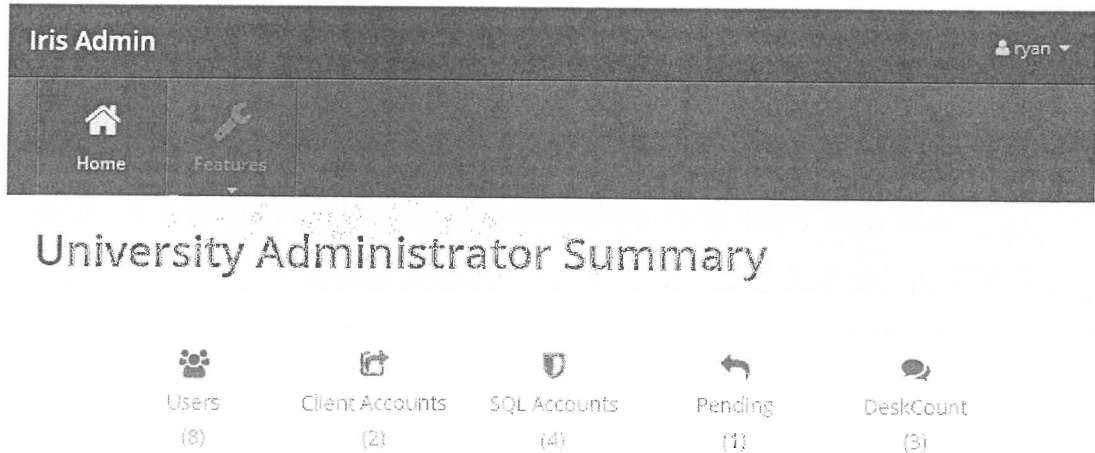 Iris Admin
ryan
Home
Features
University Administrator Summary
Users
Client Accounts
SQL Accounts
Pending
DeskCount
(8)
(2)
(4)
(1)
(3)